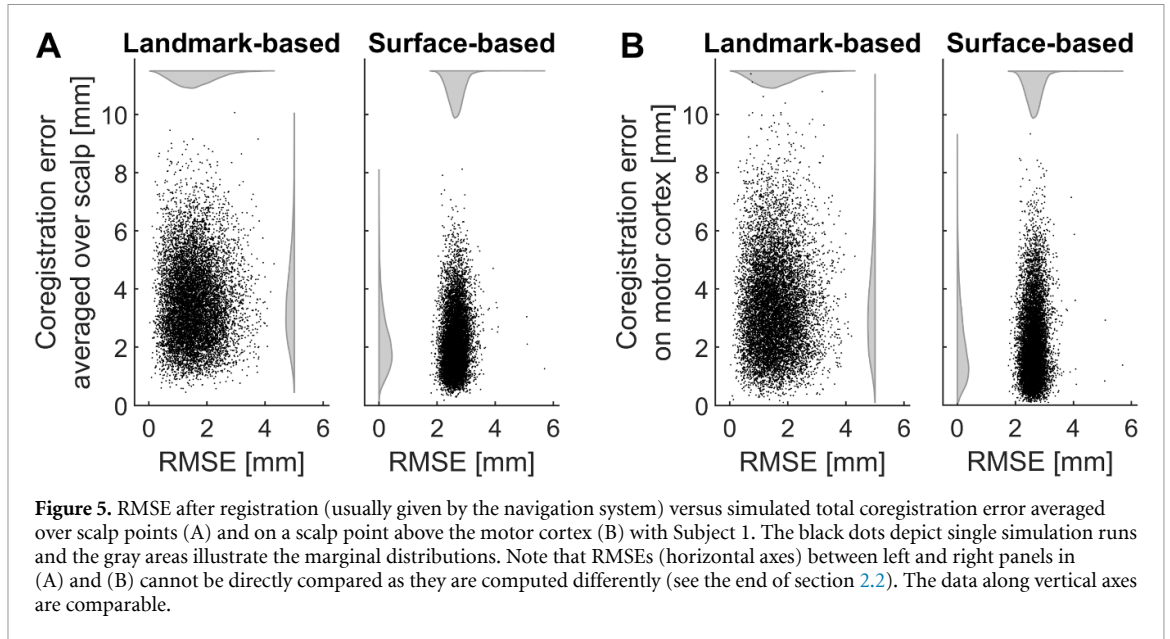 A
Landmark-based
Surface-based
B
Landmark-based
Surface-based
Coregistration error
averaged over scalp [mm]
10
8
6
4
2
0
0 2 4 6
RMSE [mm]
0 2 4 6
RMSE [mm]
Coregistration error
on motor cortex [mm]
10
8
6
4
2
0
0 2 4 6
RMSE [mm]
0 2 4 6
RMSE [mm]
Figure 5. RMSE after registration (usually given by the navigation system) versus simulated total coregistration error averaged
over scalp points (A) and on a scalp point above the motor cortex (B) with Subject 1. The black dots depict single simulation runs
and the gray areas illustrate the marginal distributions. Note that RMSEs (horizontal axes) between left and right panels in
(A) and (B) cannot be directly compared as they are computed differently (see the end of section 2.2). The data along vertical axes
are comparable.